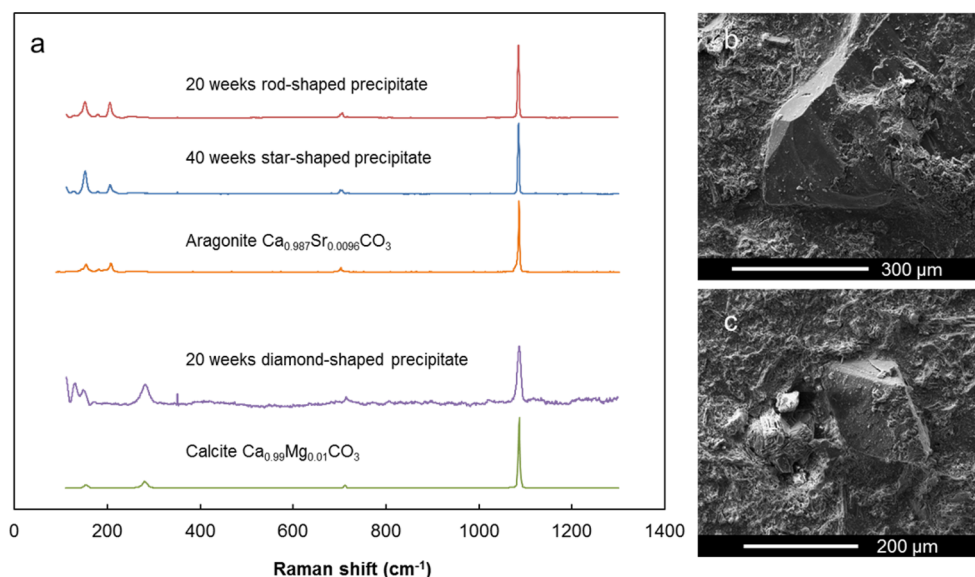 a
20 weeks rod-shaped precipitate
40 weeks star-shaped precipitate
Aragonite Ca₀.₉₈₇Sr₀.₀₀₉₆CO₃
20 weeks diamond-shaped precipitate
Calcite Ca₀.₉₉Mg₀.₀₁CO₃
0 200 400 600 800 1000 1200 1400
Raman shift (cm⁻¹)
b
300 µm
c
200 µm